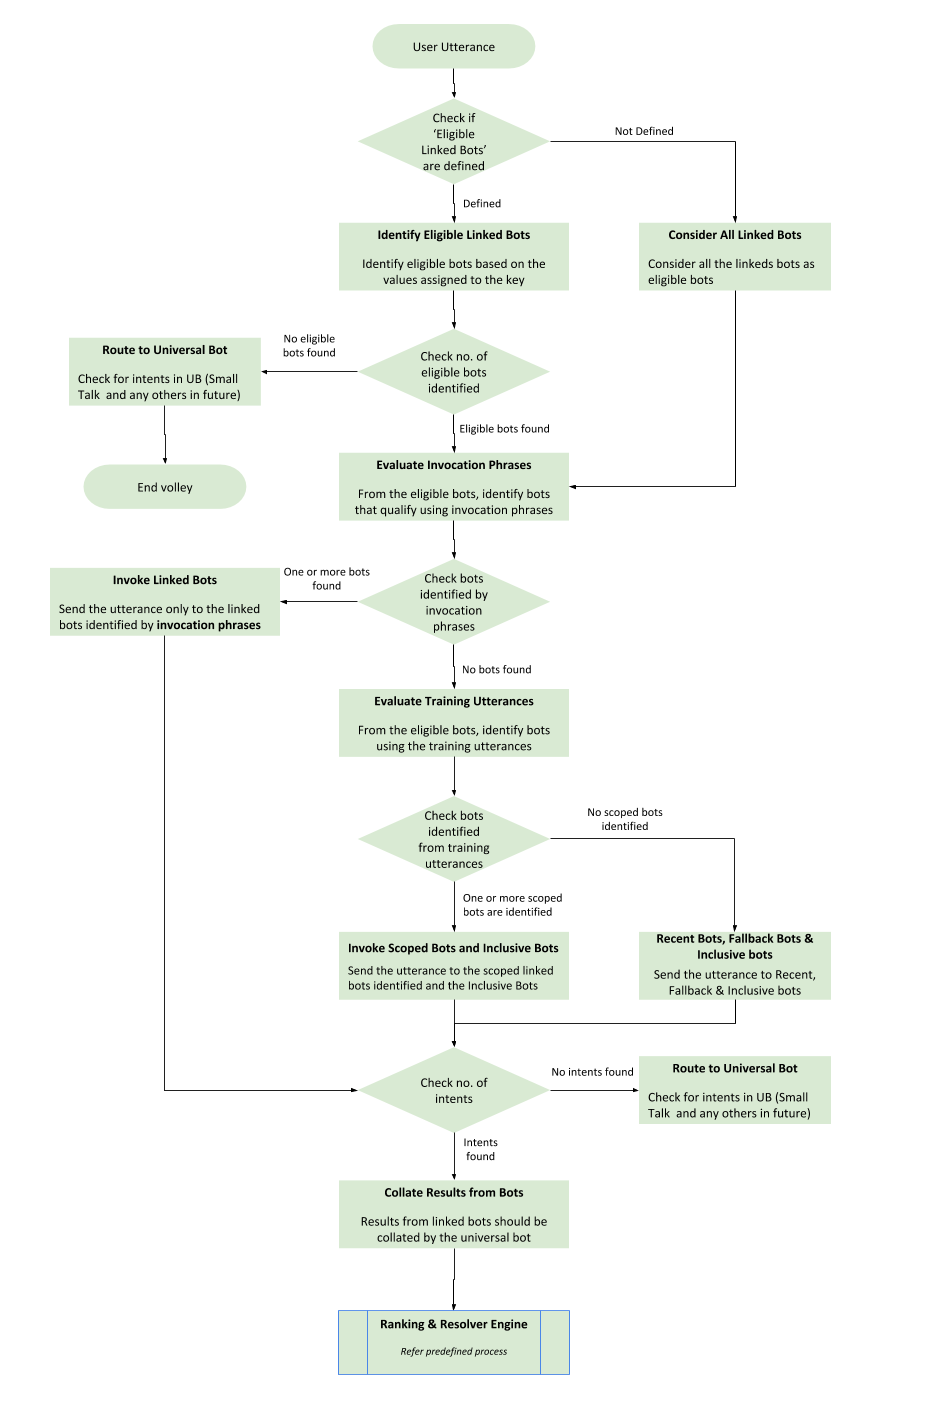 User Utterance
Check if
‘Eligible
Linked Bots’
are defined
Not Defined
Defined
Identify Eligible Linked Bots
Identify eligible bots based on the
values assigned to the key
Consider All Linked Bots
Consider all the linkeds bots as
eligible bots
No eligible
bots found
Route to Universal Bot
Check for intents in UB (Small
Talk and any others in future)
Check no. of
eligible bots
identified
Eligible bots found
End volley
Evaluate Invocation Phrases
From the eligible bots, identify bots
that qualify using invocation phrases
One or more bots
found
Invoke Linked Bots
Send the utterance only to the linked
bots identified by invocation phrases
Check bots
identified by
invocation
phrases
No bots found
Evaluate Training Utterances
From the eligible bots, identify bots
using the training utterances
Check bots
identified
from training
utterances
No scoped bots
identified
One or more scoped
bots are identified
Invoke Scoped Bots and Inclusive Bots
Send the utterance to the scoped linked
bots identified and the Inclusive Bots
Recent Bots, Fallback Bots &
Inclusive bots
Send the utterance to Recent,
Fallback & Inclusive bots
Check no. of
intents
No intents found
Route to Universal Bot
Check for intents in UB (Small
Talk and any others in future)
Intents
found
Collate Results from Bots
Results from linked bots should be
collated by the universal bot
Ranking & Resolver Engine
Refer predefined process